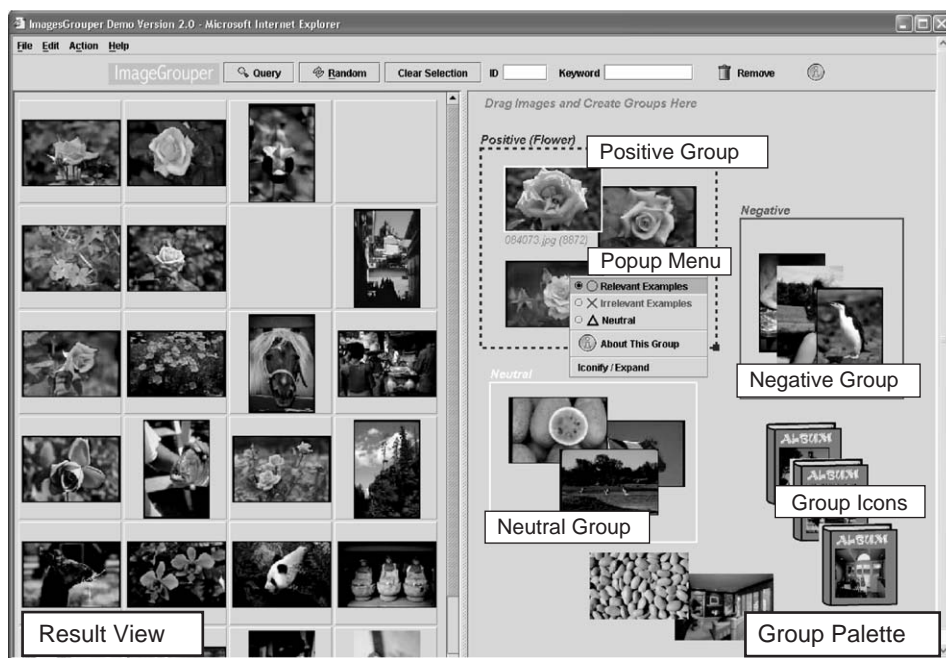 ImagesGrouper Demo Version 2.0 - Microsoft Internet Explorer
File Edit Action Help
ImageGrouper Query Random Clear Selection ID Keyword Remove
Drag Images and Create Groups Here
Positive (Flower)
Positive Group
Negative
084073.jpg (8872)
Popup Menu
Relevant Examples
Irrelevant Examples
Neutral
About This Group
Iconify / Expand
Neutral
Negative Group
ALBUM
ALBUM
Group Icons
Neutral Group
ALBUM
Result View
Group Palette